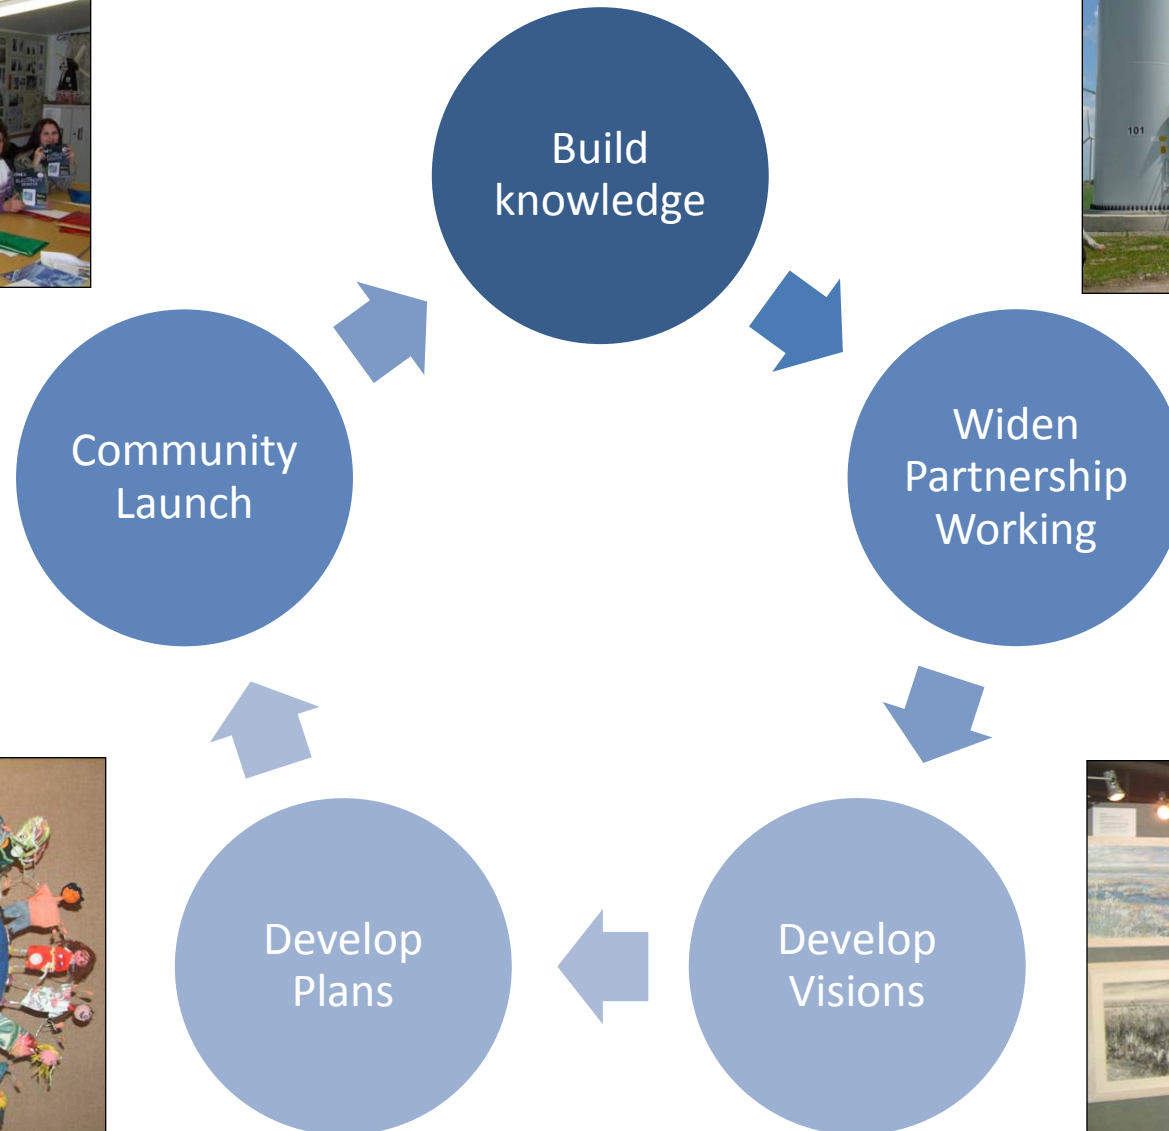 Build
knowledge
101
Widen
Partnership
Working
Community
Launch
Develop
Visions
Develop
Plans